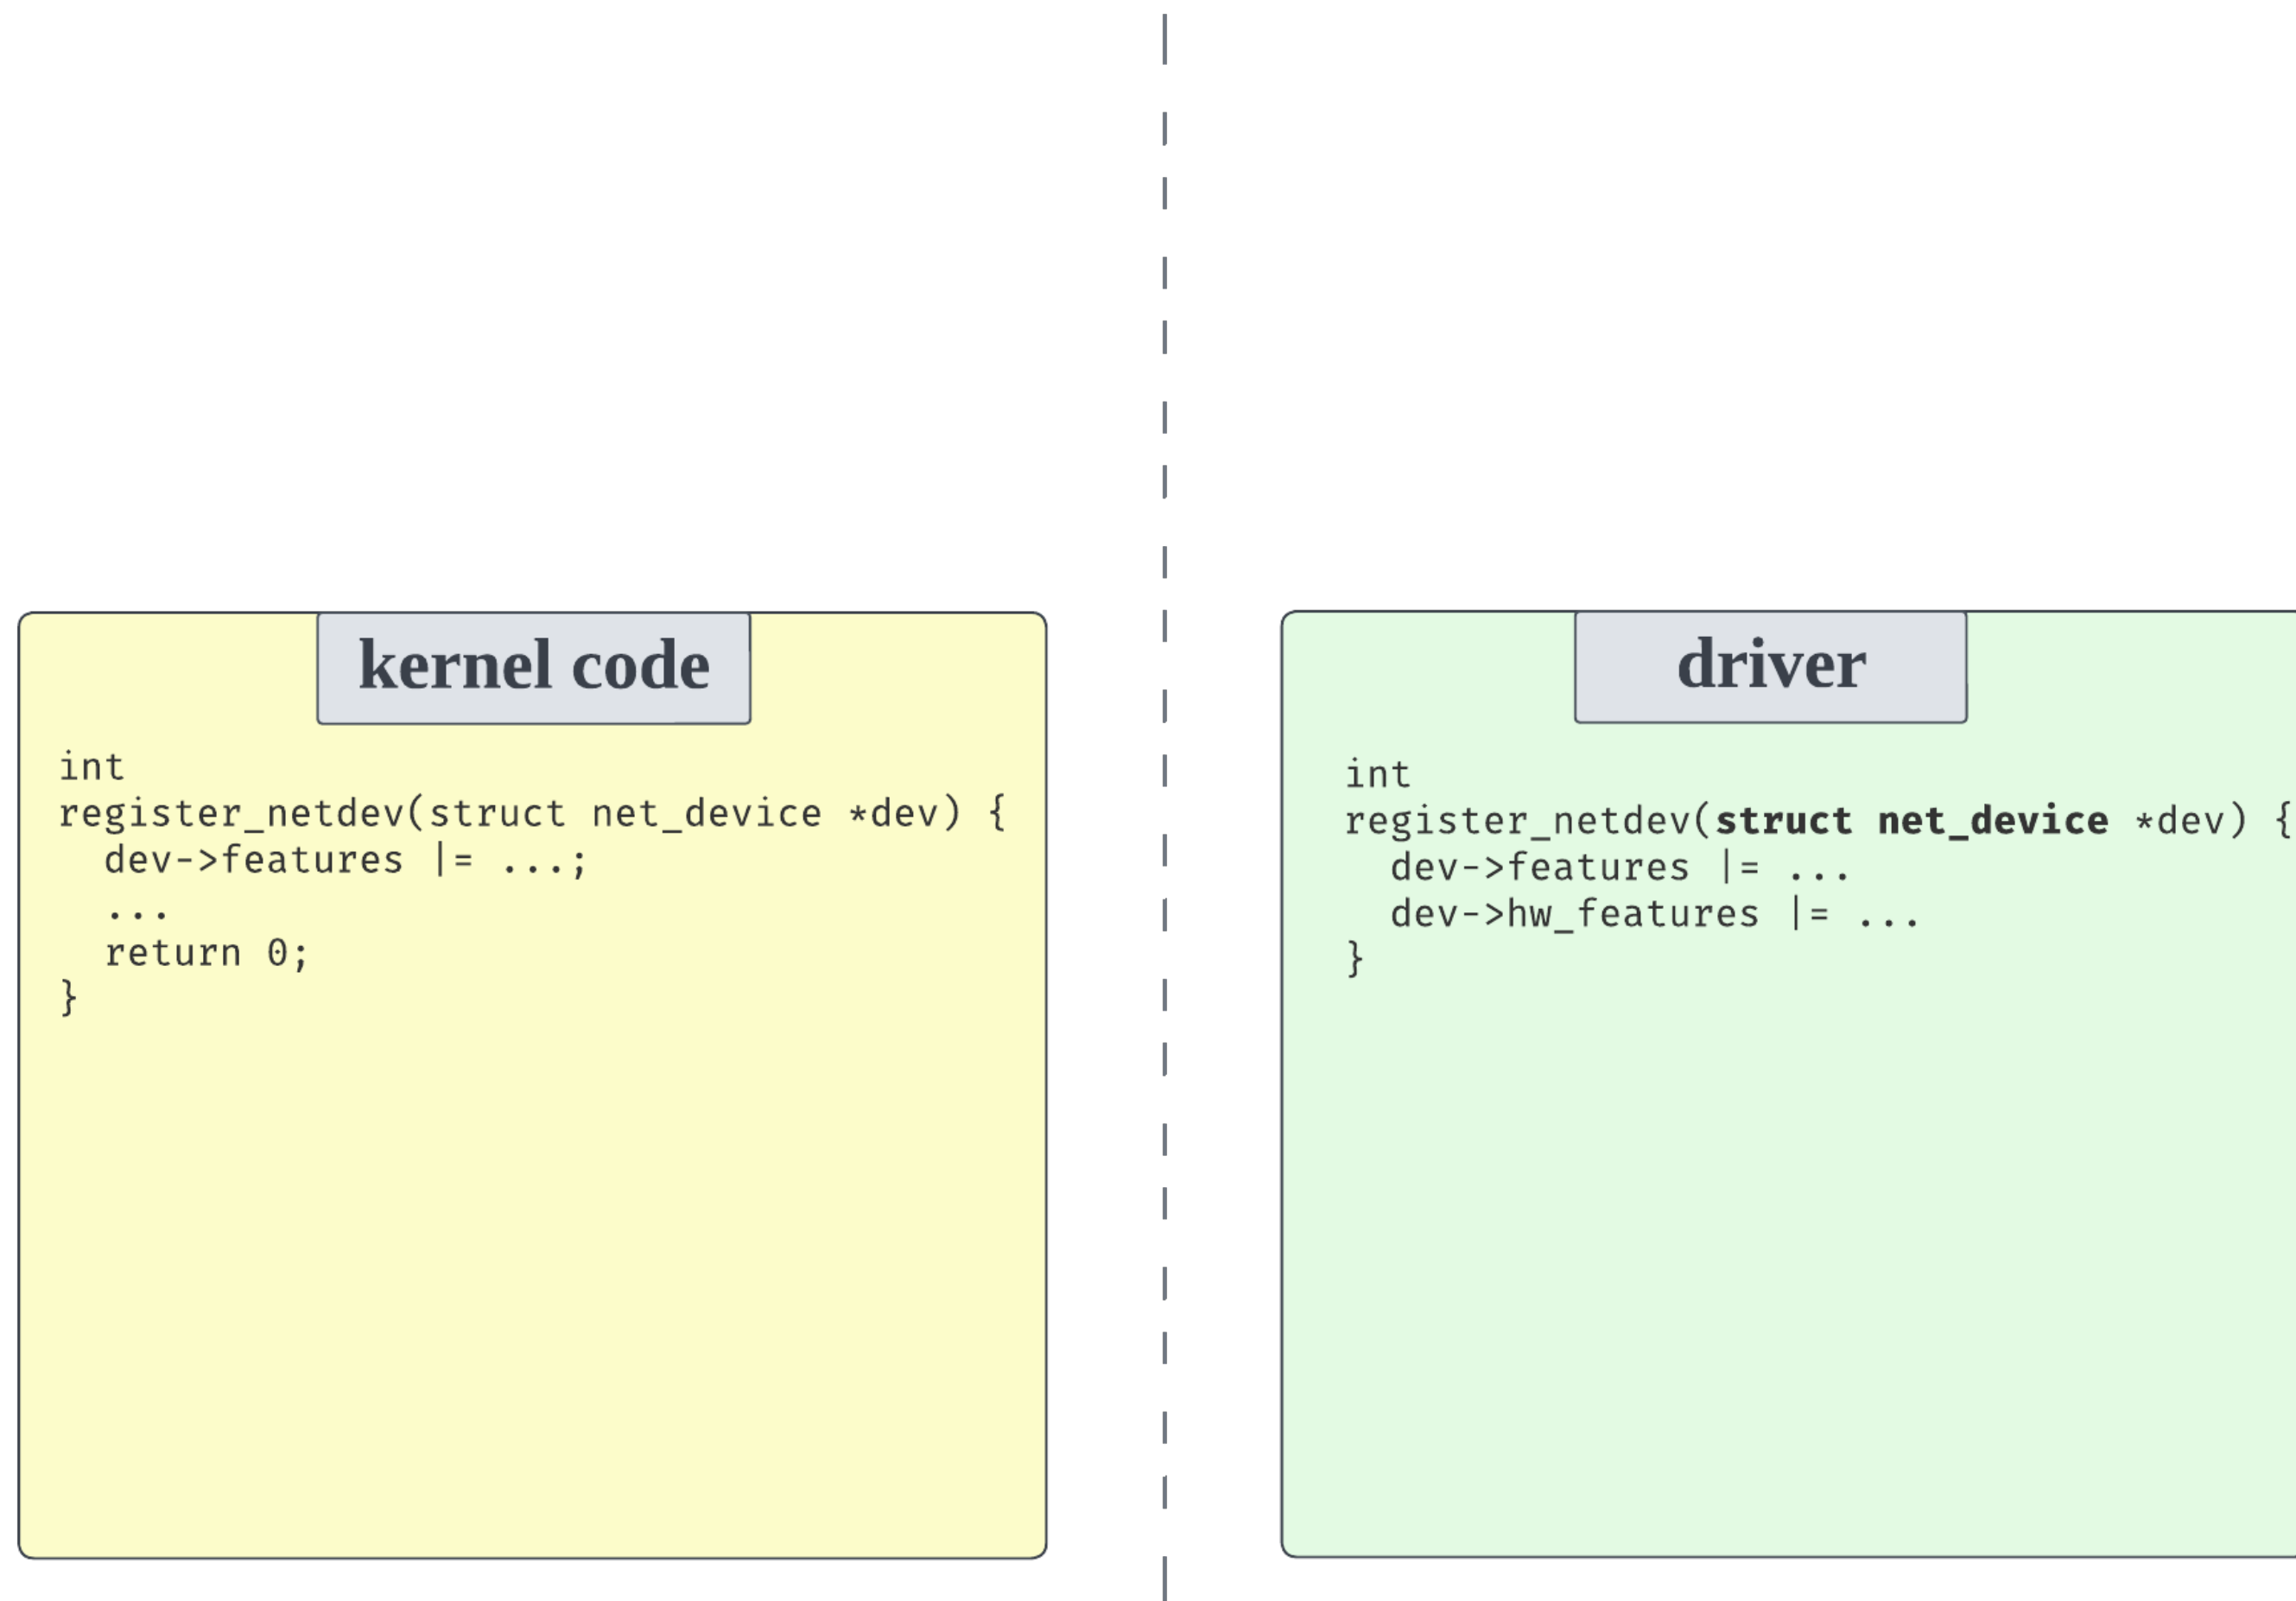 kernel code
int
register_netdev(struct net_device *dev) {
  dev->features |= ...;
  ...
  return 0;
}
driver
int
register_netdev(struct net_device *dev) {
  dev->features |= ...
  dev->hw_features |= ...
}